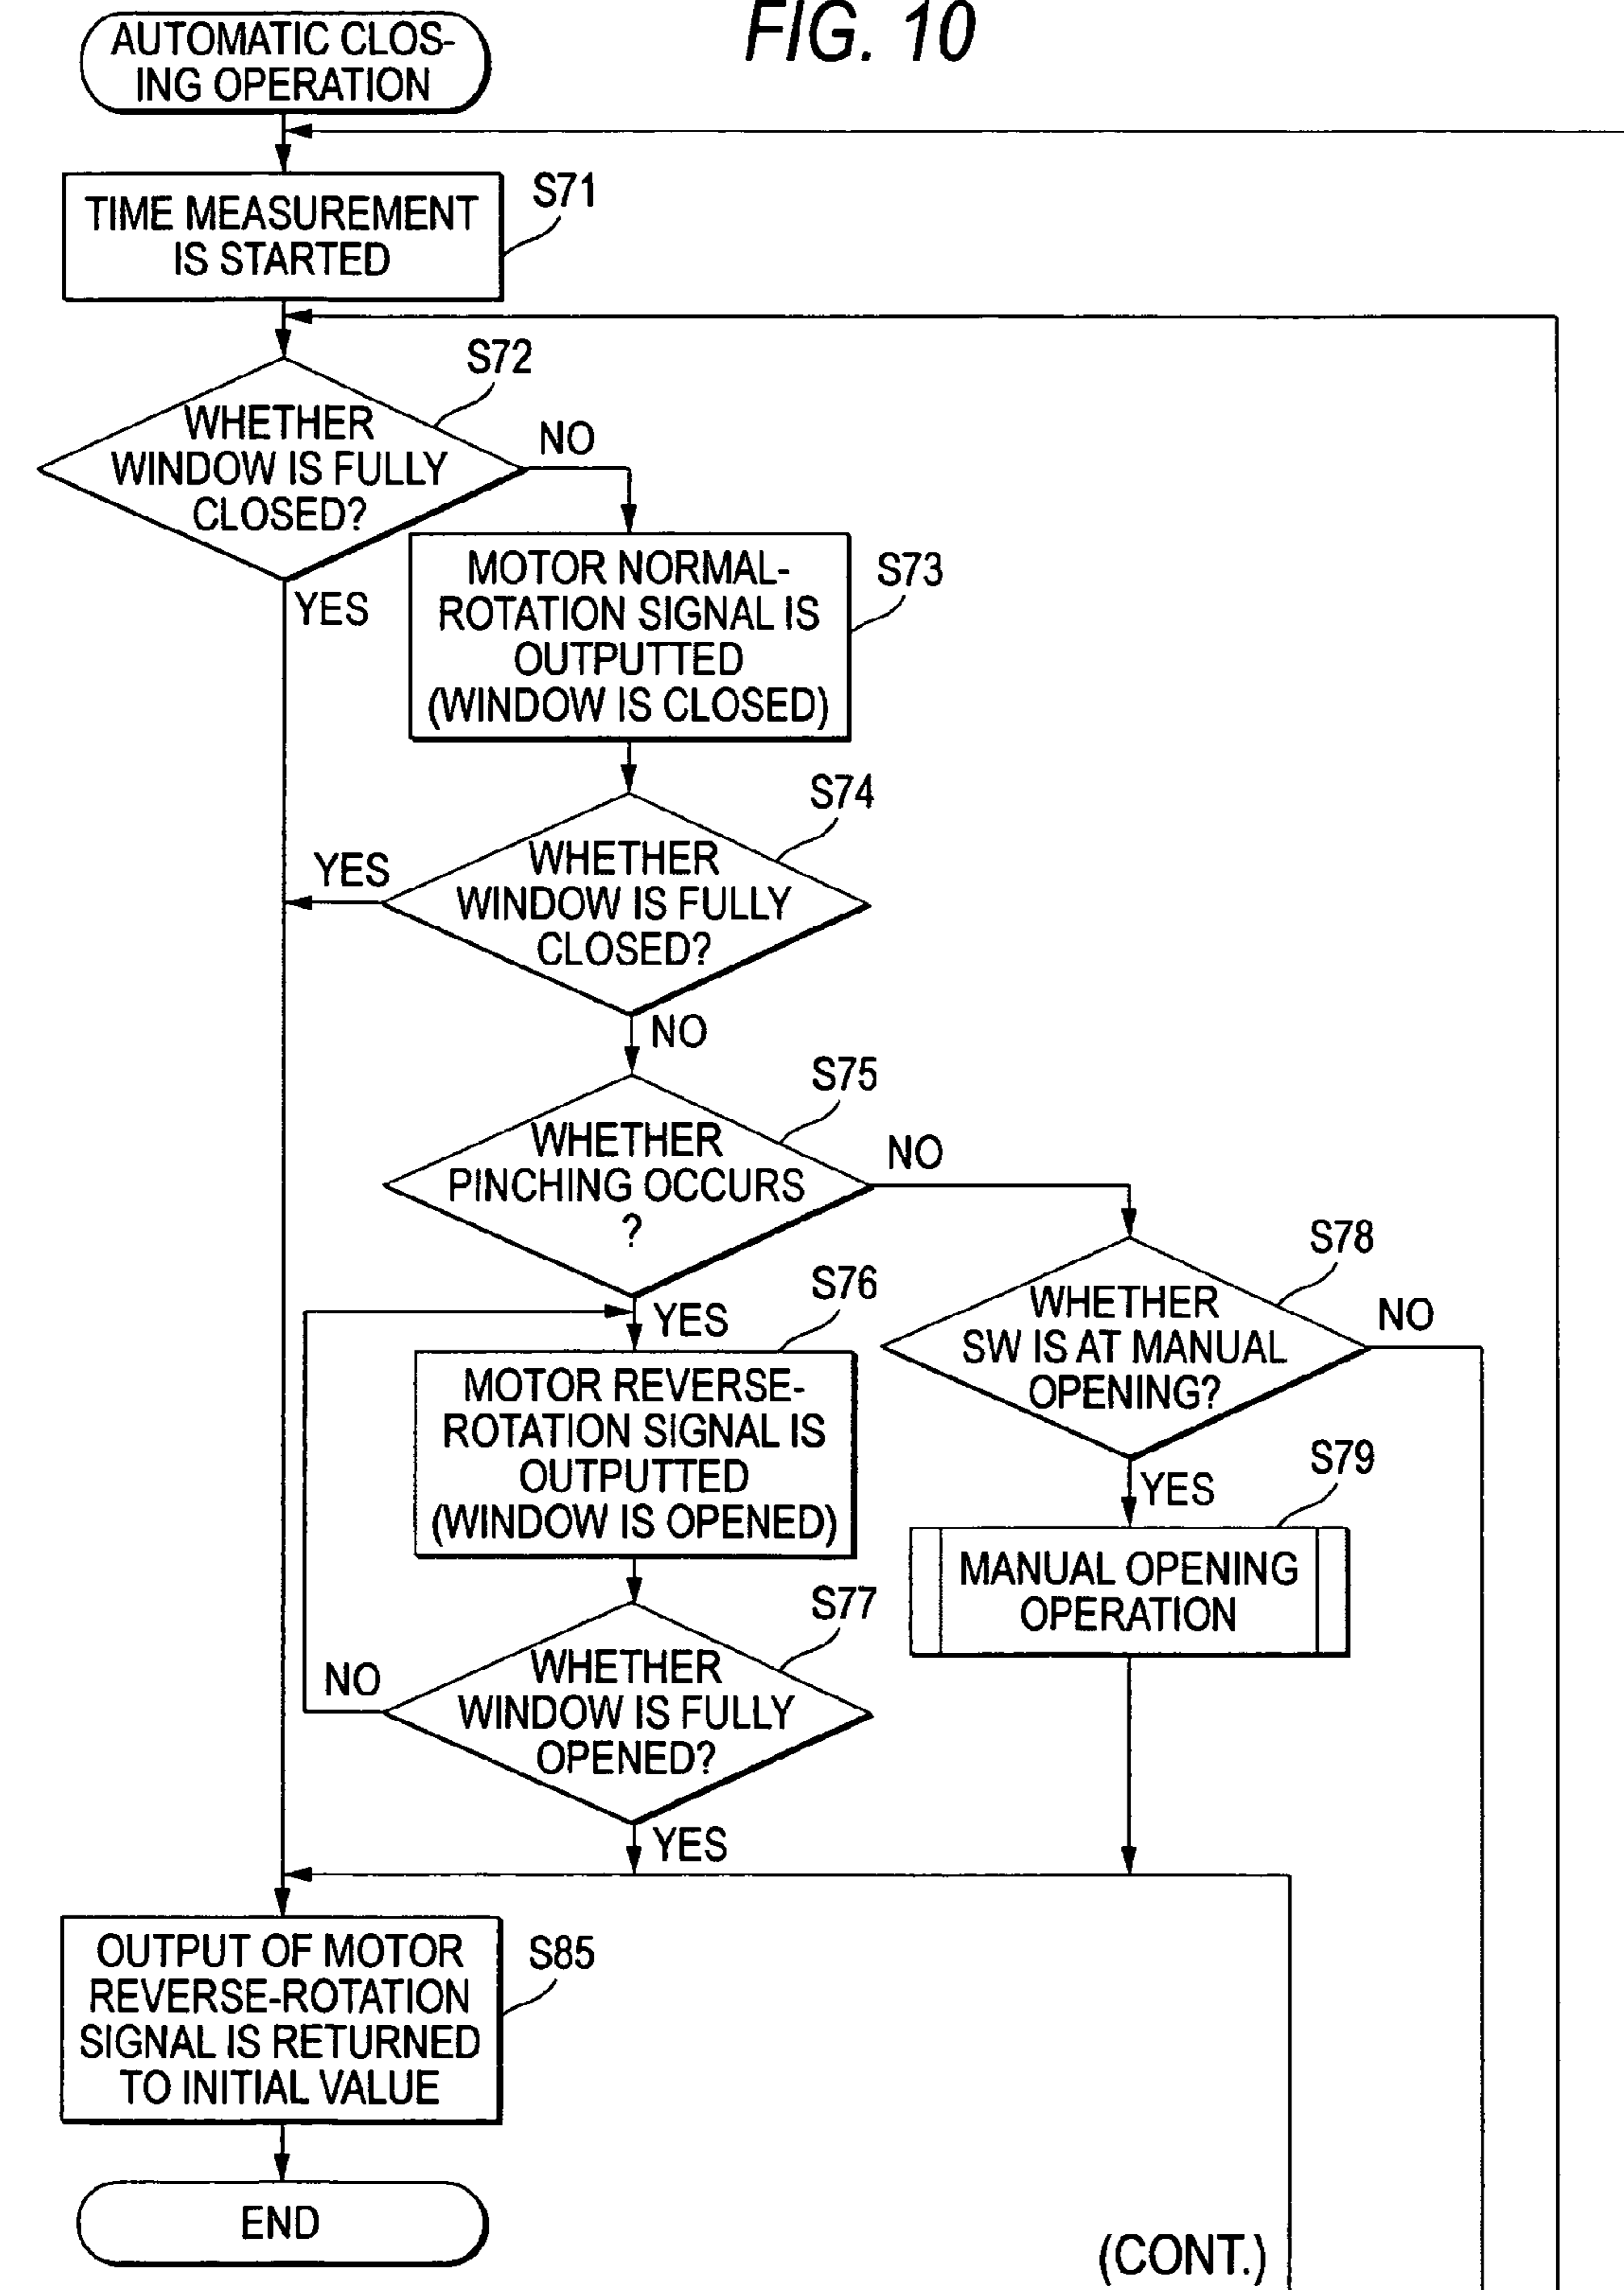 FIG. 10
AUTOMATIC CLOS-
ING OPERATION
TIME MEASUREMENT
IS STARTED
S71
S72
WHETHER
WINDOW IS FULLY
CLOSED?
NO
YES
MOTOR NORMAL-
ROTATION SIGNAL IS
OUTPUTTED
(WINDOW IS CLOSED)
S73
S74
WHETHER
WINDOW IS FULLY
CLOSED?
YES
NO
S75
WHETHER
PINCHING OCCURS
?
NO
YES
S76
MOTOR REVERSE-
ROTATION SIGNAL IS
OUTPUTTED
(WINDOW IS OPENED)
S77
WHETHER
WINDOW IS FULLY
OPENED?
NO
YES
S78
WHETHER
SW IS AT MANUAL
OPENING?
NO
YES
S79
MANUAL OPENING
OPERATION
OUTPUT OF MOTOR
REVERSE-ROTATION
SIGNAL IS RETURNED
TO INITIAL VALUE
S85
END
(CONT.)